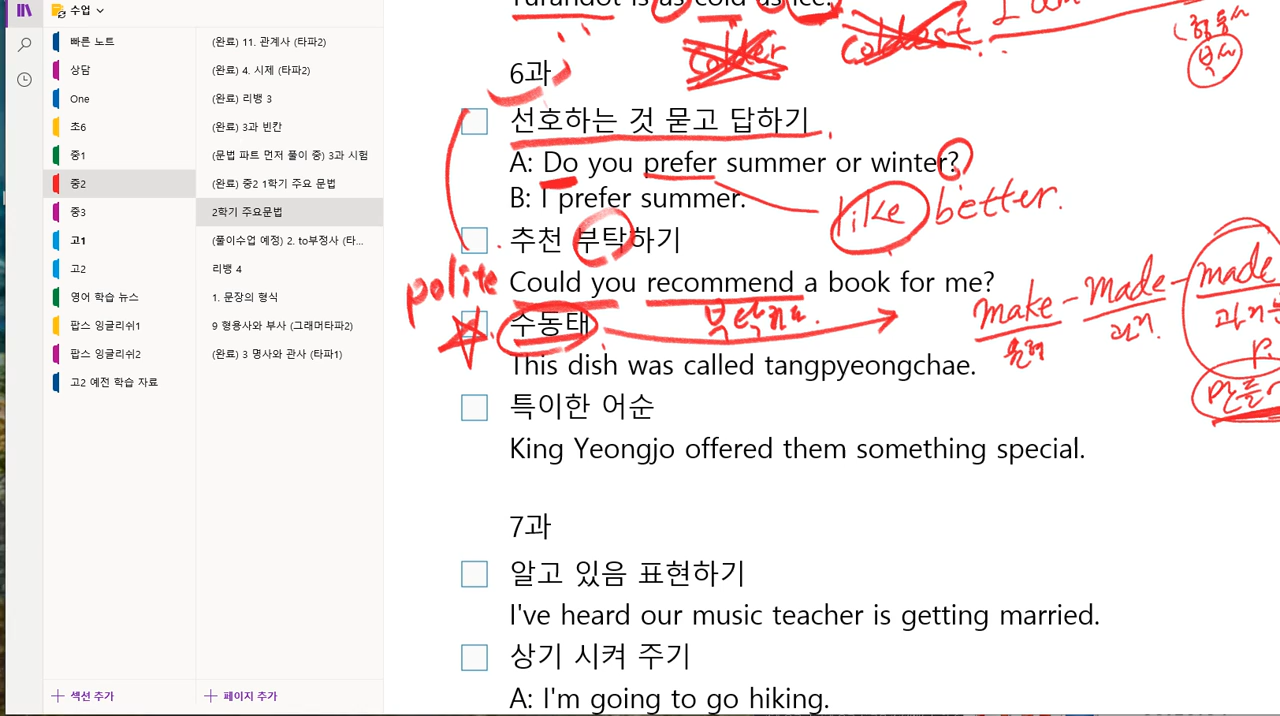 수업
빠른 노트
상담
One
초6
중1
중2
중3
고1
고2
영어 학습 뉴스
팝스 잉글리쉬1
팝스 잉글리쉬2
고2 예전 학습 자료
섹션 추가
(완료) 11. 관계사 (타파2)
(완료) 4. 시제 (타파2)
(완료) 리뱅 3
(완료) 3과 빈칸
(문법 파트 먼저 풀이 중) 3과 시험
(완료) 중2 1학기 주요 문법
2학기 주요문법
(풀이수업 예정) 2. to부정사 (타...
리뱅 4
1. 문장의 형식
9 형용사와 부사 (그래머타파2)
(완료) 3 명사와 관사 (타파1)
페이지 추가
Turandot is as cold as ice.
colder coldest
6과
선호하는 것 묻고 답하기
A: Do you prefer summer or winter?
B: I prefer summer.
like better.
추천 부탁하기
polite
Could you recommend a book for me?
수동태
make - made - made
This dish was called tangpyeongchae.
특이한 어순
King Yeongjo offered them something special.
7과
알고 있음 표현하기
I've heard our music teacher is getting married.
상기 시켜 주기
A: I'm going to go hiking.